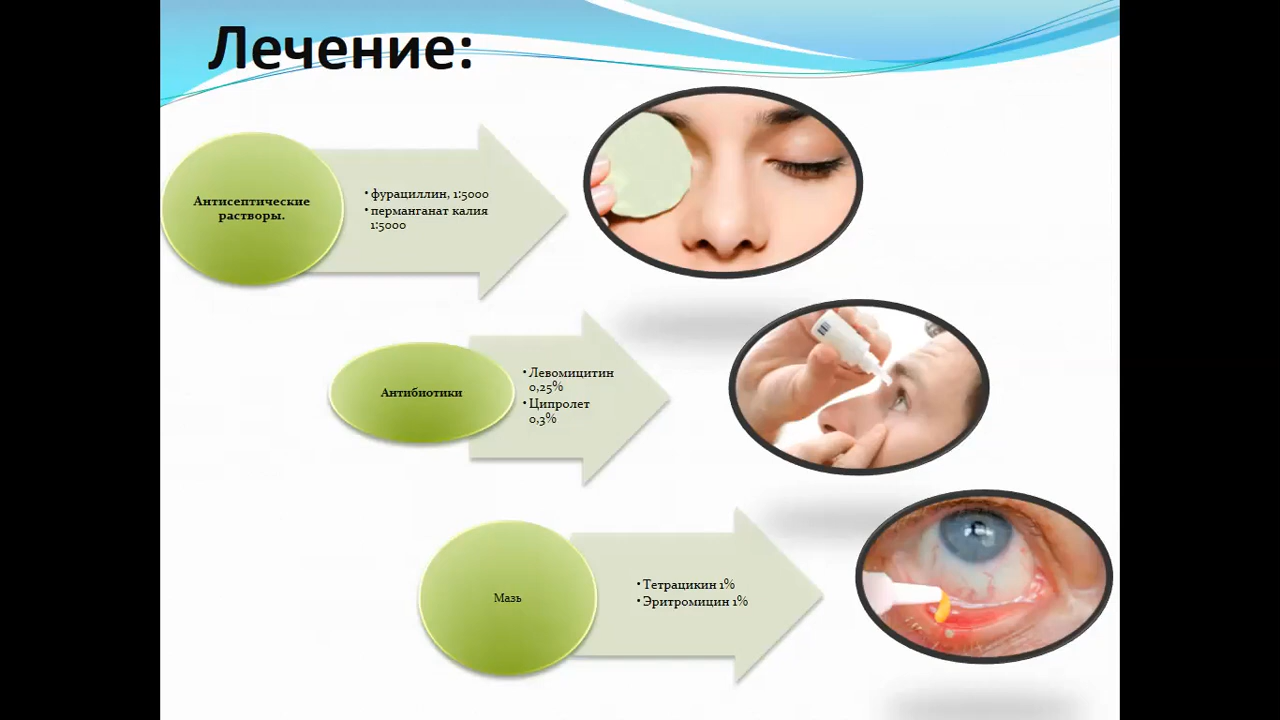 Лечение:
Антисептические
растворы.
• фурациллин, 1:5000
• перманганат калия
1:5000
Антибиотики
• Левомицитин
0,25%
• Ципролет
0,3%
Мазь
• Тетрацикин 1%
• Эритромицин 1%